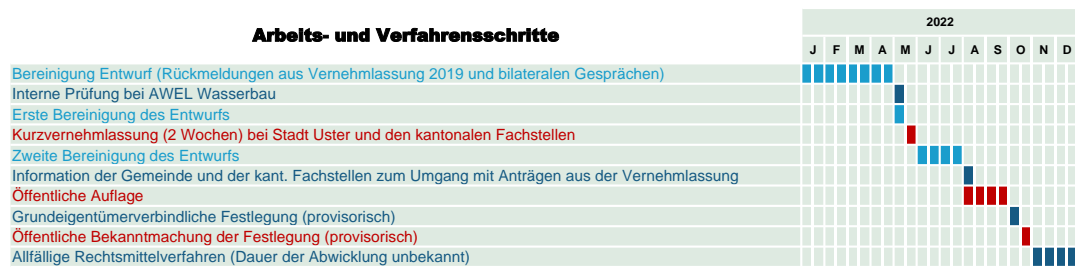 2022
Arbeits- und Verfahrensschritte
J F M A M J J A S O N D
Bereinigung Entwurf (Rückmeldungen aus Vernehmlassung 2019 und bilateralen Gesprächen)
Interne Prüfung bei AWEL Wasserbau
Erste Bereinigung des Entwurfs
Kurzvernehmlassung (2 Wochen) bei Stadt Uster und den kantonalen Fachstellen
Zweite Bereinigung des Entwurfs
Information der Gemeinde und der kant. Fachstellen zum Umgang mit Anträgen aus der Vernehmlassung
Öffentliche Auflage
Grundeigentümerverbindliche Festlegung (provisorisch)
Öffentliche Bekanntmachung der Festlegung (provisorisch)
Allfällige Rechtsmittelverfahren (Dauer der Abwicklung unbekannt)